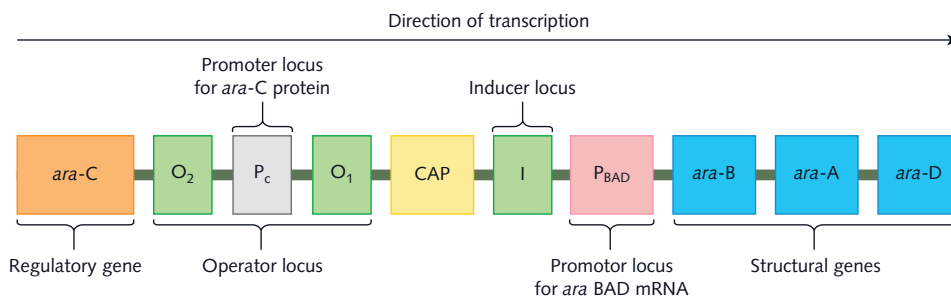 Direction of transcription
Promoter locus
for ara-C protein
Inducer locus
ara-C
O2
Pc
O1
CAP
I
PBAD
ara-B
ara-A
ara-D
Regulatory gene
Operator locus
Promotor locus
for ara BAD mRNA
Structural genes